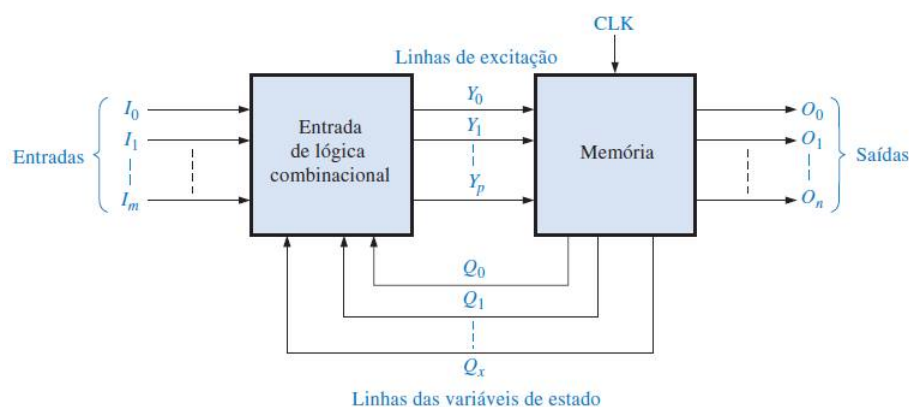 CLK
Linhas de excitação
Entradas
I0
I1
Im
Entrada
de lógica
combinacional
Y0
Y1
Yp
Memória
O0
O1
On
Saídas
Q0
Q1
Qx
Linhas das variáveis de estado